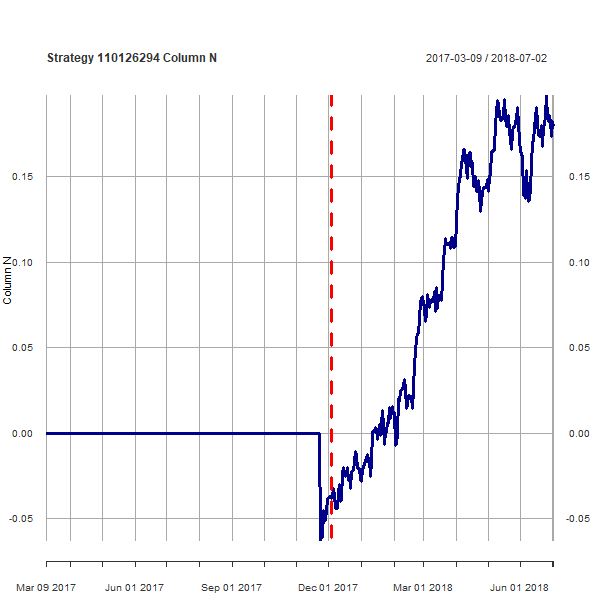 Strategy 110126294 Column N
2017-03-09 / 2018-07-02
0.15
0.15
0.10
0.10
Column N
0.05
0.05
0.00
0.00
-0.05
-0.05
Mar 09 2017
Jun 01 2017
Sep 01 2017
Dec 01 2017
Mar 01 2018
Jun 01 2018